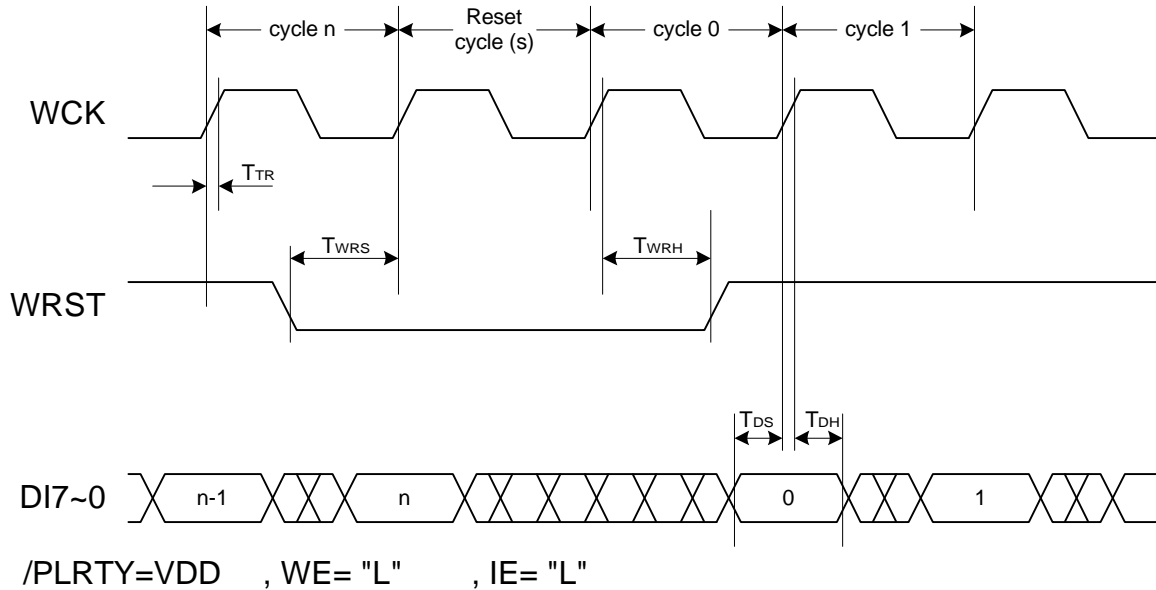 cycle n
Reset
cycle (s)
cycle 0
cycle 1
WCK
TTR
TWRS
TWRH
WRST
TDS
TDH
DI7~0
n-1
n
0
1
/PLRTY=VDD , WE= "L" , IE= "L"